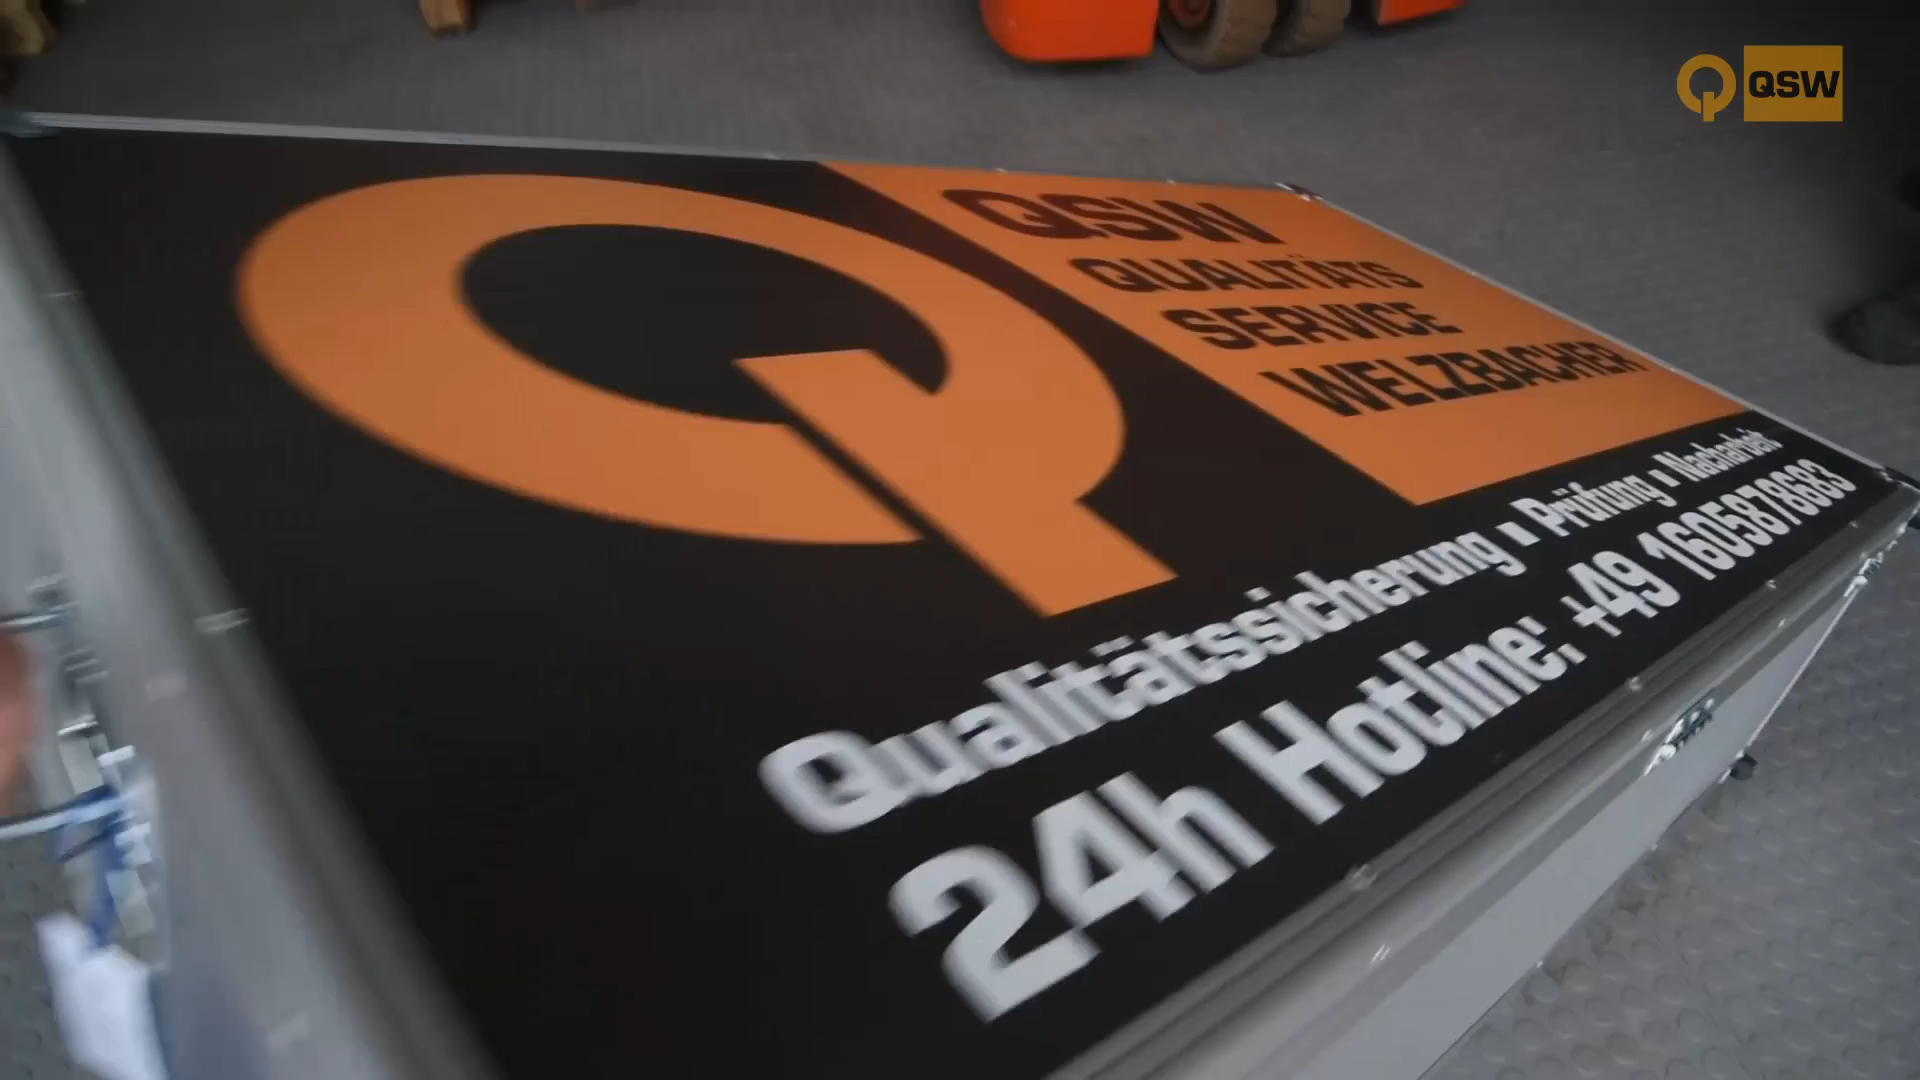 QSW
QSW
QUALITÄTS
SERVICE
WELZBACHER
Qualitätssicherung ▪ Prüfung ▪ Nacharbeit
24h Hotline: +49 1605878683